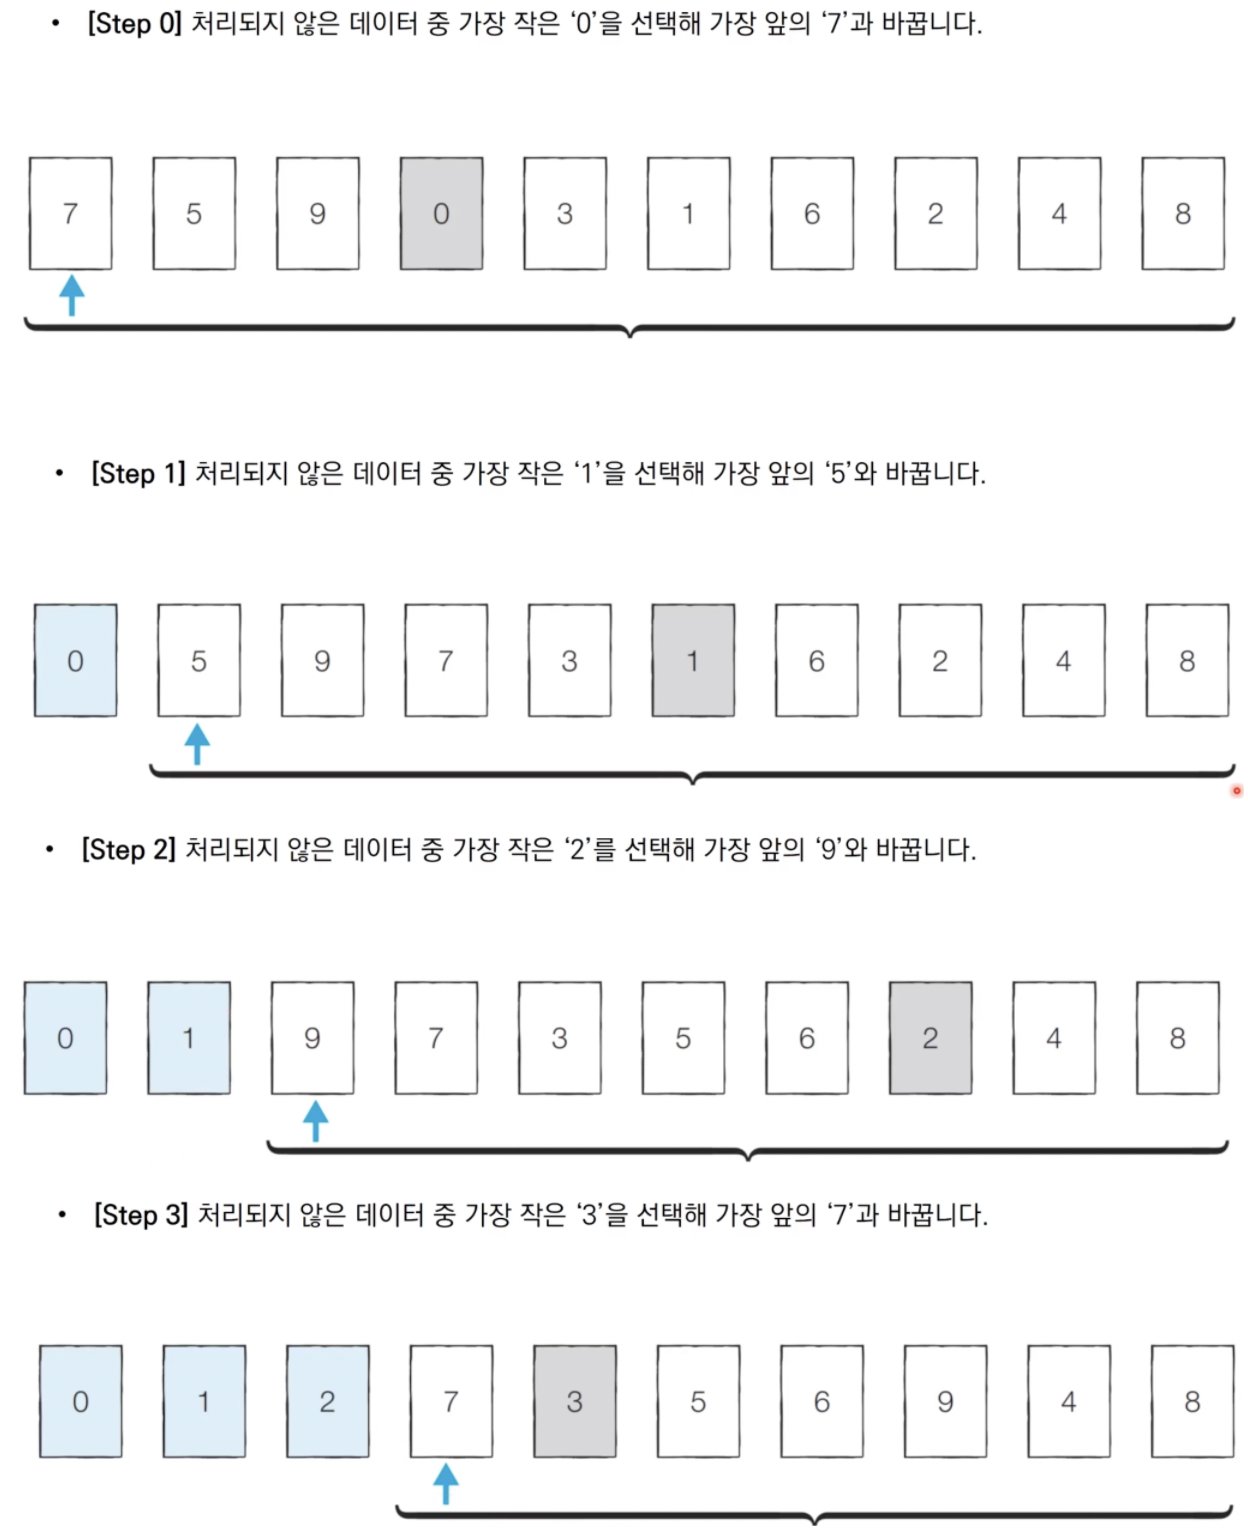 • [Step 0] 처리되지 않은 데이터 중 가장 작은 ‘0’을 선택해 가장 앞의 ‘7’과 바꿉니다.
7 5 9 0 3 1 6 2 4 8
• [Step 1] 처리되지 않은 데이터 중 가장 작은 ‘1’을 선택해 가장 앞의 ‘5’와 바꿉니다.
0 5 9 7 3 1 6 2 4 8
• [Step 2] 처리되지 않은 데이터 중 가장 작은 ‘2’를 선택해 가장 앞의 ‘9’와 바꿉니다.
0 1 9 7 3 5 6 2 4 8
• [Step 3] 처리되지 않은 데이터 중 가장 작은 ‘3’을 선택해 가장 앞의 ‘7’과 바꿉니다.
0 1 2 7 3 5 6 9 4 8